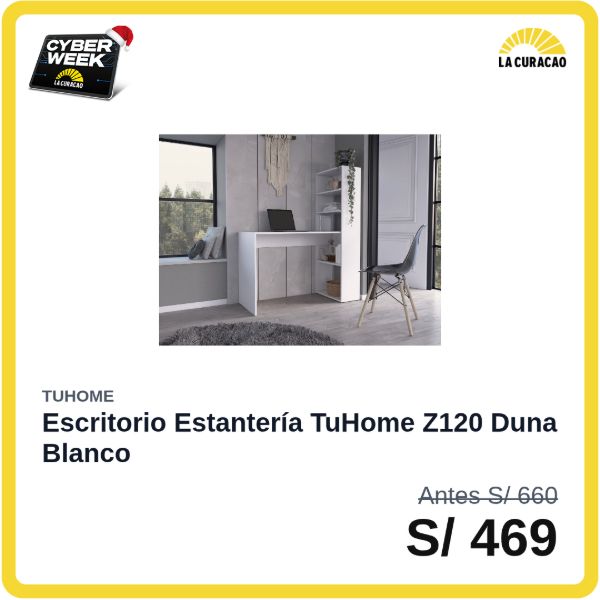 CYBER
WEEK
LA CURACAO
LA CURACAO
TUHOME
Escritorio Estantería TuHome Z120 Duna
Blanco
Antes S/ 660
S/ 469